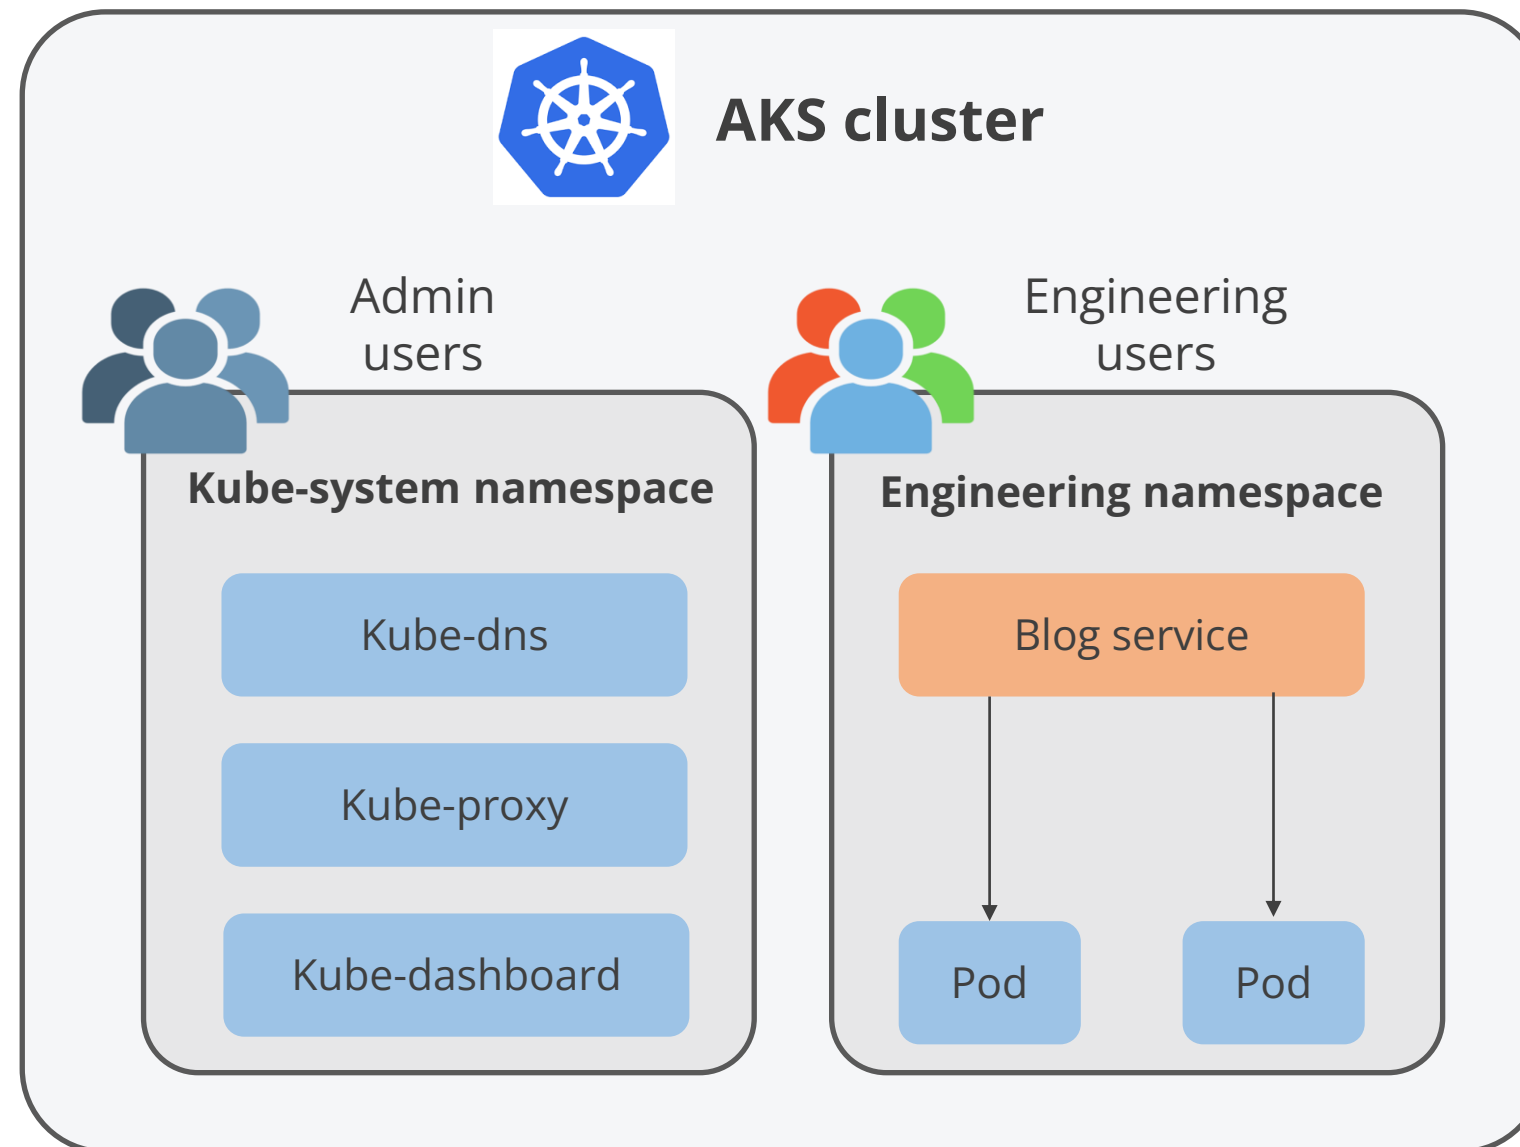 AKS cluster
Admin
users
Engineering
users
Kube-system namespace
Engineering namespace
Kube-dns
Blog service
Kube-proxy
Kube-dashboard
Pod
Pod